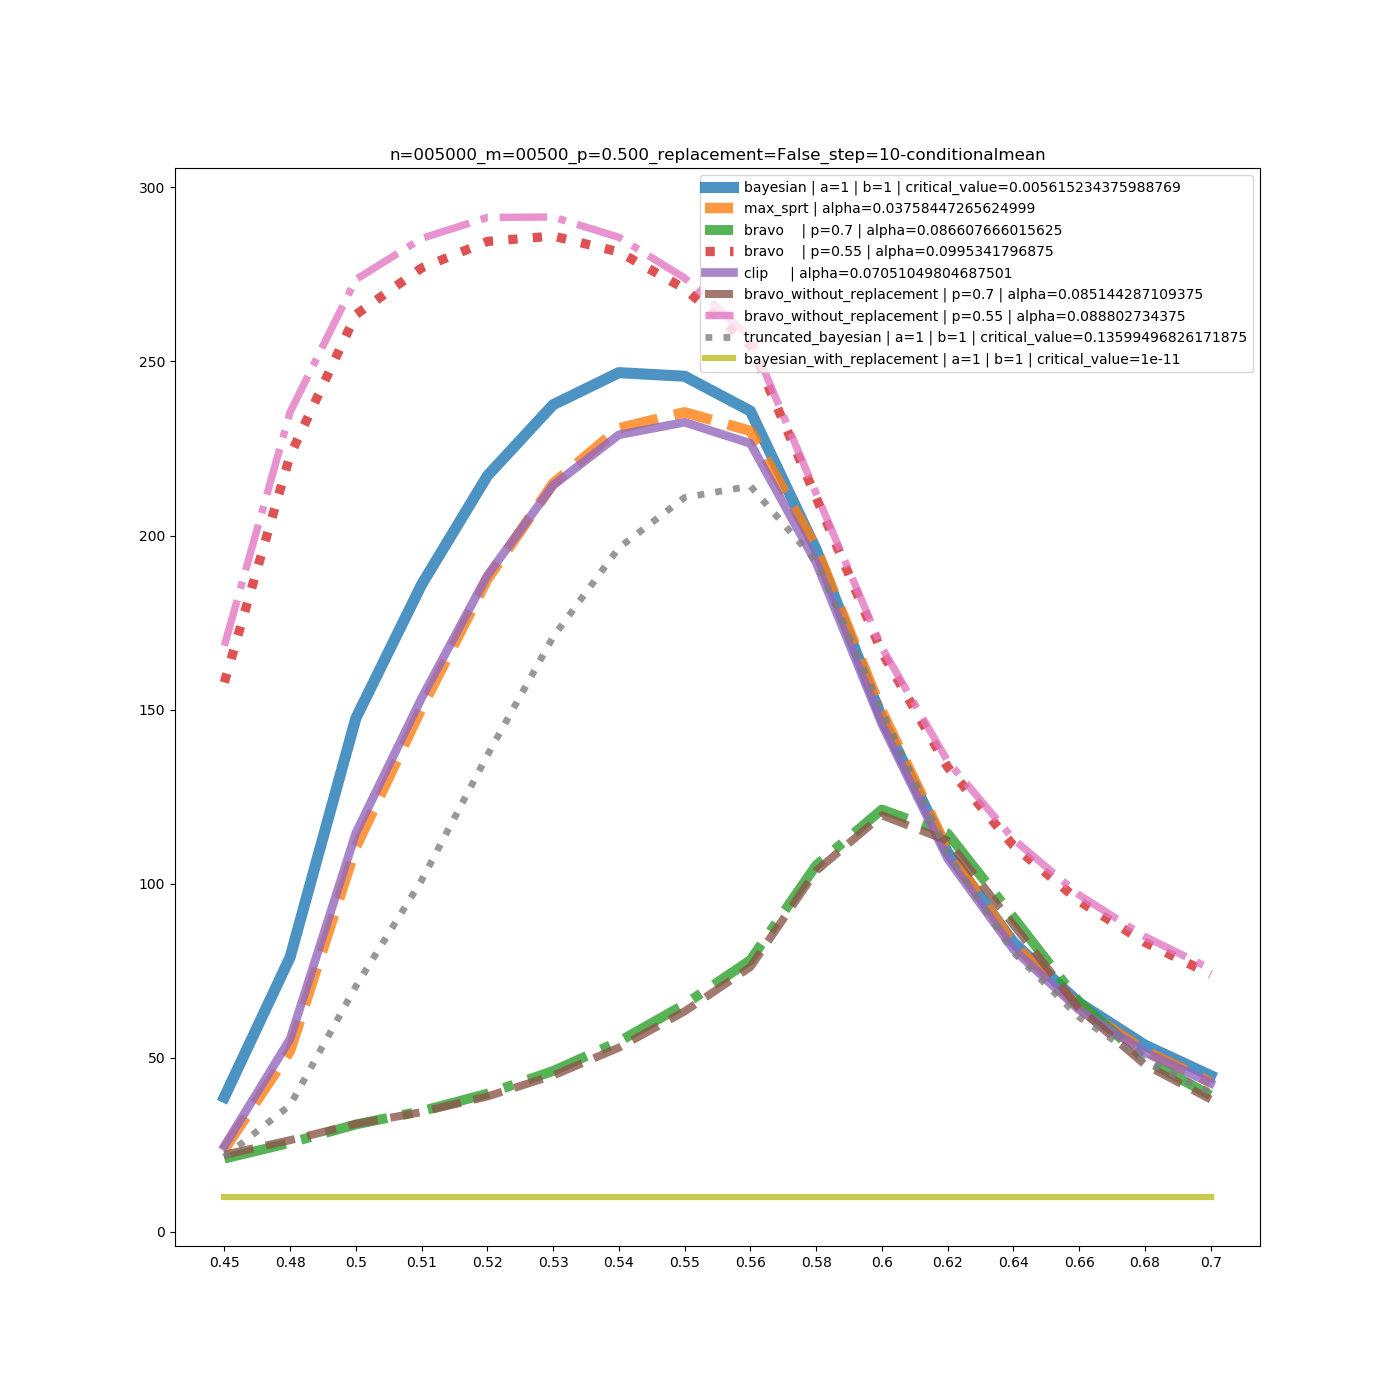 n=005000_m=00500_p=0.500_replacement=False_step=10-conditionalmean
300
250
200
150
100
50
0
bayesian | a=1 | b=1 | critical_value=0.005615234375988769
max_sprt | alpha=0.03758447265624999
bravo    | p=0.7 | alpha=0.086607666015625
bravo    | p=0.55 | alpha=0.0995341796875
clip     | alpha=0.07051049804687501
bravo_without_replacement | p=0.7 | alpha=0.085144287109375
bravo_without_replacement | p=0.55 | alpha=0.088802734375
truncated_bayesian | a=1 | b=1 | critical_value=0.13599496826171875
bayesian_with_replacement | a=1 | b=1 | critical_value=1e-11
0.45 0.48 0.5 0.51 0.52 0.53 0.54 0.55 0.56 0.58 0.6 0.62 0.64 0.66 0.68 0.7